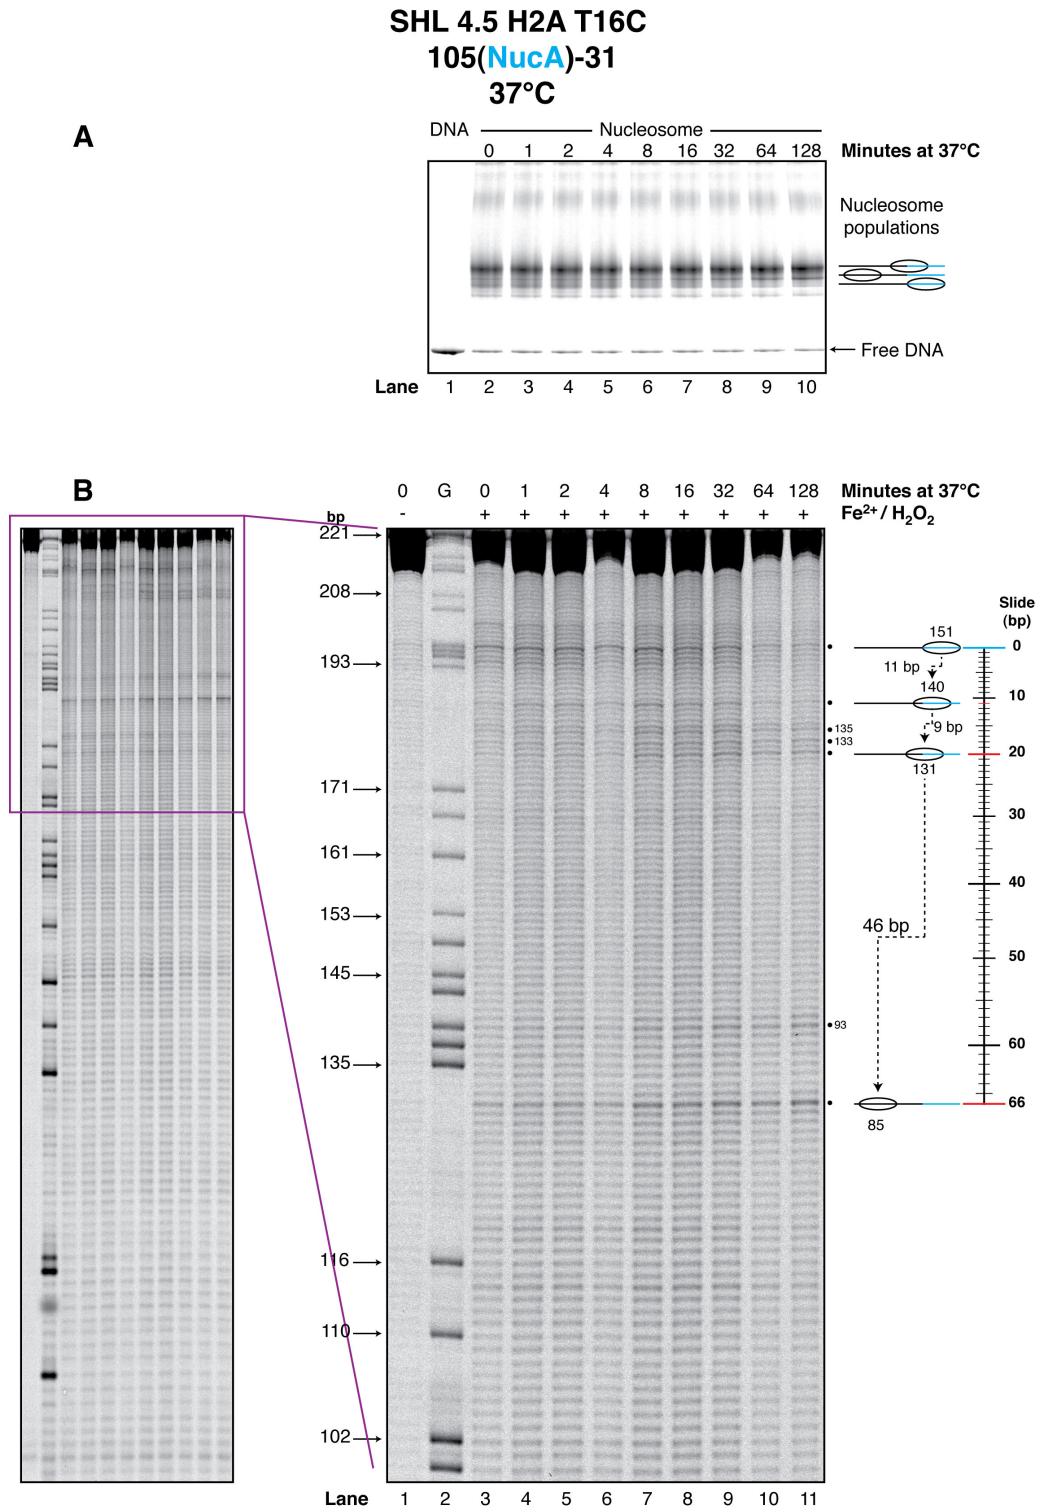 SHL 4.5 H2A T16C
105(NucA)-31
37°C
A
DNA Nucleosome
0 1 2 4 8 16 32 64 128 Minutes at 37°C
Nucleosome
populations
Free DNA
Lane 1 2 3 4 5 6 7 8 9 10
B
0 G 0 1 2 4 8 16 32 64 128 Minutes at 37°C
- + + + + + + + + + Fe2+ / H2O2
bp
221
208
193
171
161
153
145
135
116
110
102
135
133
93
Slide
(bp)
151
0
11 bp
140
10
9 bp
20
131
30
40
46 bp
50
60
66
85
Lane 1 2 3 4 5 6 7 8 9 10 11